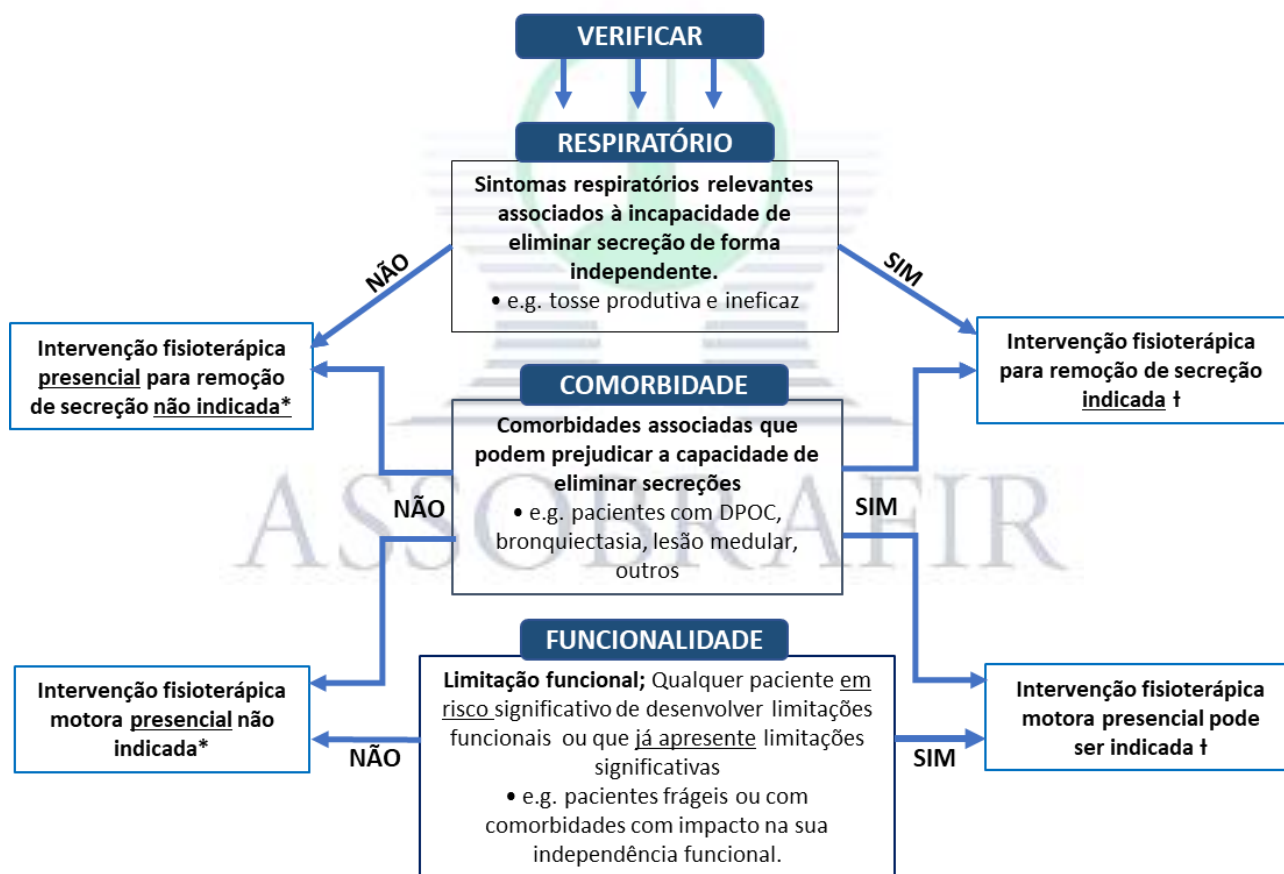 VERIFICAR
RESPIRATÓRIO
Sintomas respiratórios relevantes
associados à incapacidade de
eliminar secreção de forma
independente.
• e.g. tosse produtiva e ineficaz
NÃO
SIM
Intervenção fisioterápica
presencial para remoção
de secreção não indicada*
Intervenção fisioterápica
para remoção de secreção
indicada ƚ
COMORBIDADE
Comorbidades associadas que
podem prejudicar a capacidade de
eliminar secreções
• e.g. pacientes com DPOC,
bronquiectasia, lesão medular,
outros
NÃO
SIM
ASSOBRAFIR
FUNCIONALIDADE
Limitação funcional; Qualquer paciente em
risco significativo de desenvolver limitações
funcionais ou que já apresente limitações
significativas
• e.g. pacientes frágeis ou com
comorbidades com impacto na sua
independência funcional.
NÃO
SIM
Intervenção fisioterápica
motora presencial não
indicada*
Intervenção fisioterápica
motora presencial pode
ser indicada ƚ